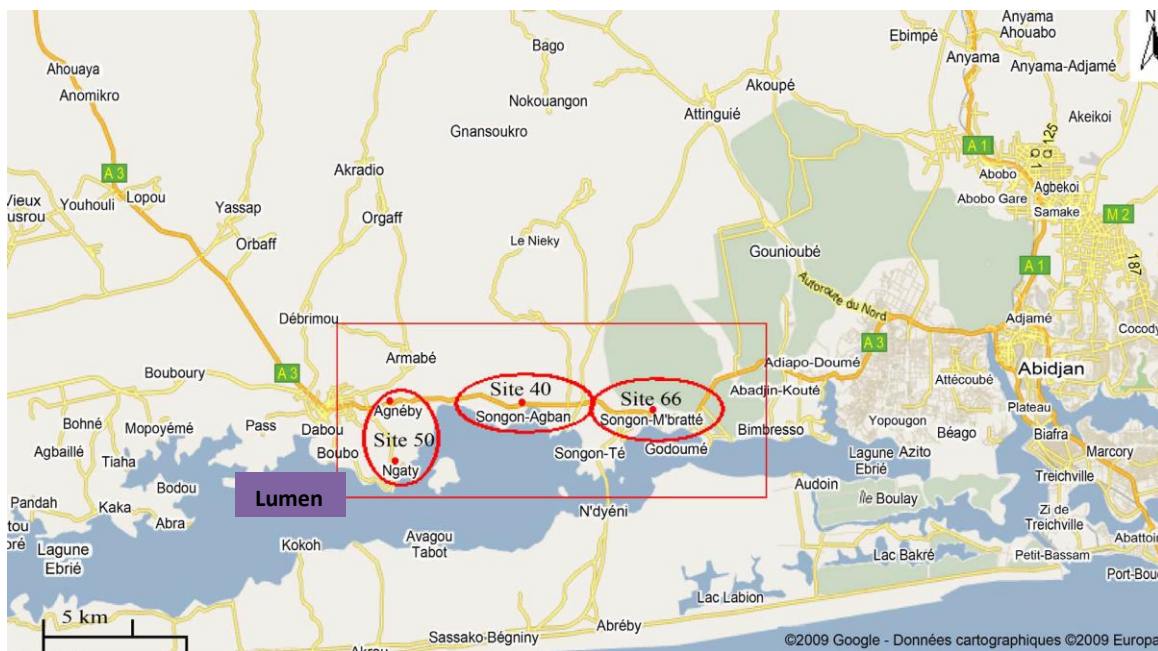 Ahouaya
Anomikro
A 3
Vieux
Youhouli
Lopou
Yassap
Orbaff
Akradio
Orgaff
Bago
Nokouangon
Gnansoukro
Le Nieky
Attinguié
Akoupé
Ebimpé
Anyama
Ahouabo
Anyama
Anyama-Adjamé
N
Akeikoi
A 1
Q 1
Q 125
Abobo
Abobo Gare
Agbekoi
Samake
M 2
187
A 1
Gounioubé
Autoroute du Nord
Adjamé
Cocody
Abidjan
Débrimou
Armabé
A 3
Bouboury
Agnéby
Site 50
Ngaty
Site 40
Songon-Agban
Site 66
Songon-M'bratté
Songon-Té
Godoumé
Adiapo-Doumé
A 3
Abadjin-Kouté
Bimbresso
Attécoubé
Yopougon
Plateau
Béago
Biafra
Marcory
Lagune
Ebrié
Azito
Treichville
Bohné
Mopoyémé
Pass
Dabou
Boubo
Agbaillé
Tiaha
Bodou
Pandah
Kaka
Abra
Lumen
Lagune
Ebrié
Kokoh
Avagou
Tabot
N'dyéni
Audoin
Île Boulay
Zi de
Treichville
Abattoir
Lac Bakré
Petit-Bassam
Port-Bou
Lac Labion
5 km
Sassako-Bégniny
Abréby
Akrou
©2009 Google - Données cartographiques ©2009 Europa